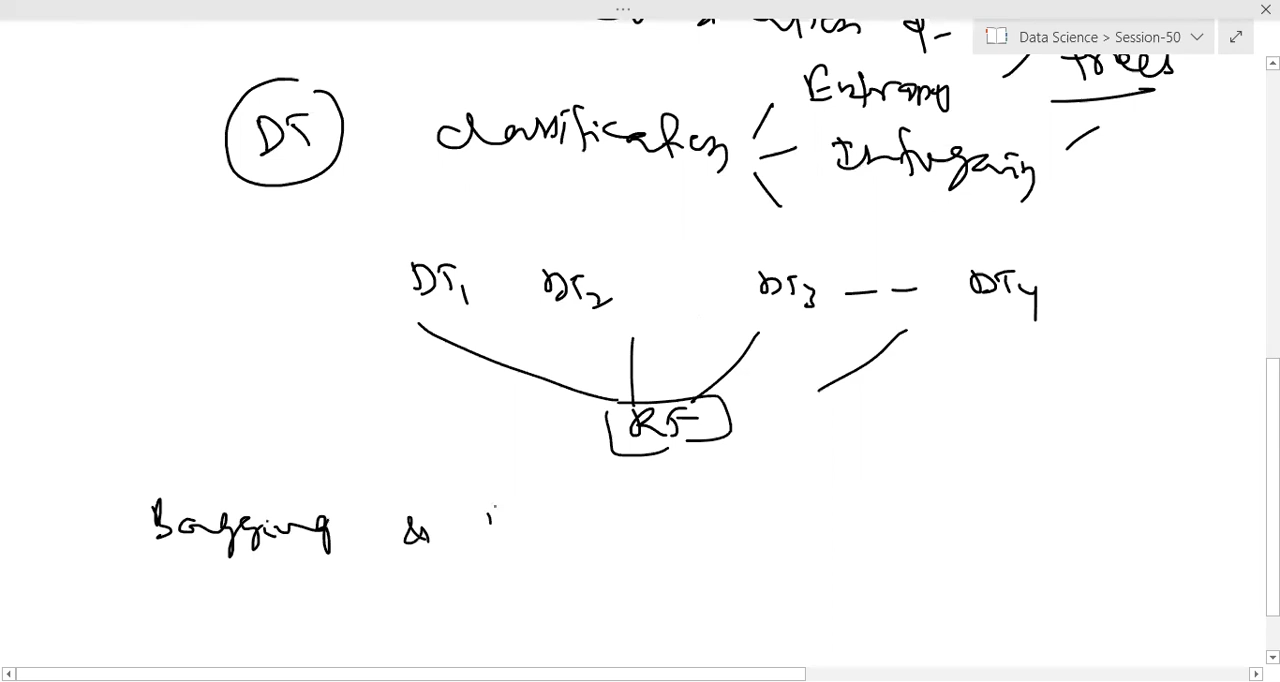 Data Science > Session-50
trees
Entropy
DT classification Infogain
DT1 DT2 DT3 -- DT4
RF
Bagging &